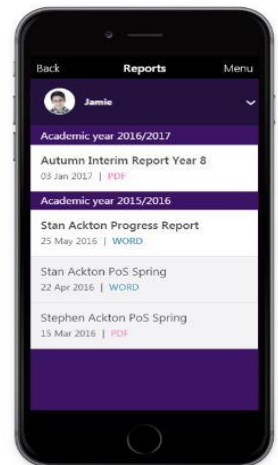 Back Reports Menu
Jamie
Academic year 2016/2017
Autumn Interim Report Year 8
03 Jan 2017 | PDF
Academic year 2015/2016
Stan Ackton Progress Report
25 May 2016 | WORD
Stan Ackton PoS Spring
22 Apr 2016 | WORD
Stephen Ackton PoS Spring
15 Mar 2016 | PDF